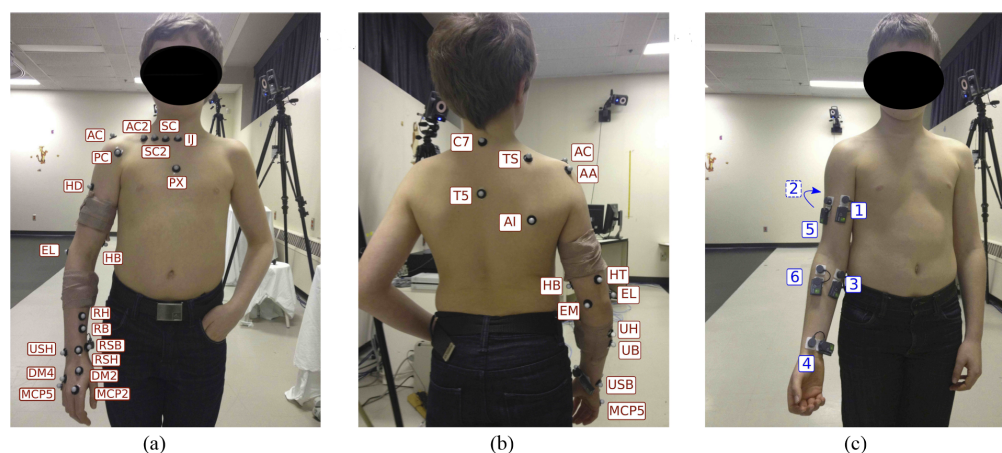 AC2 SC
AC IJ
PC SC2
PX
HD
EL HB
RH
RB
RSB
USH
RSH
DM4 DM2
MCP5 MCP2
(a)
C7
TS AC
AA
T5
AI
HT
HB EL
EM
UH
UB
USB
MCP5
(b)
2
1
5
6
3
4
(c)